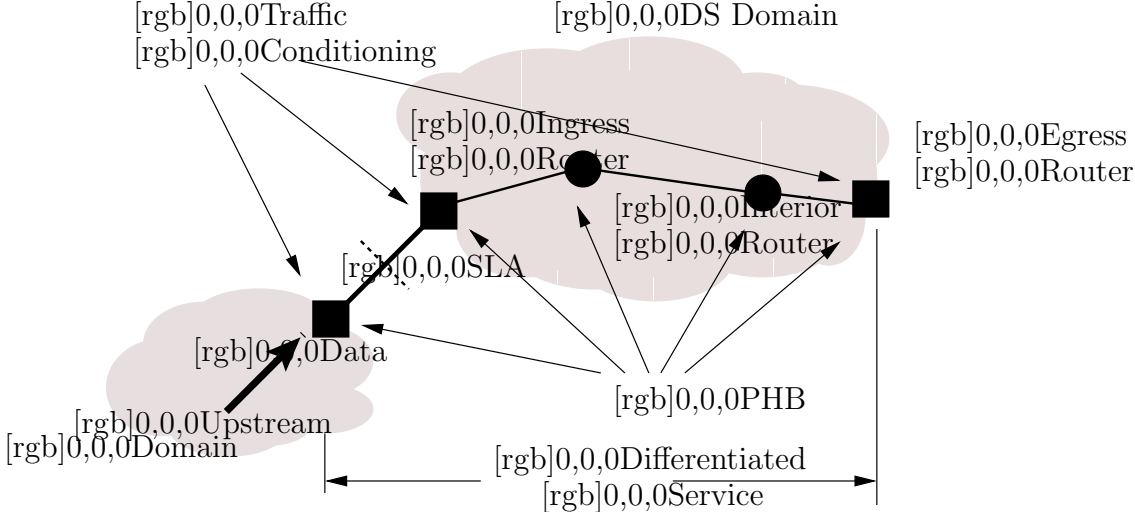 [rgb]0,0,0Traffic
[rgb]0,0,0Conditioning
[rgb]0,0,0DS Domain
[rgb]0,0,0Ingress
[rgb]0,0,0Router
[rgb]0,0,0Egress
[rgb]0,0,0Router
[rgb]0,0,0Interior
[rgb]0,0,0Router
[rgb]0,0,0SLA
[rgb]0,0,0Data
[rgb]0,0,0PHB
[rgb]0,0,0Upstream
[rgb]0,0,0Domain
[rgb]0,0,0Differentiated
[rgb]0,0,0Service